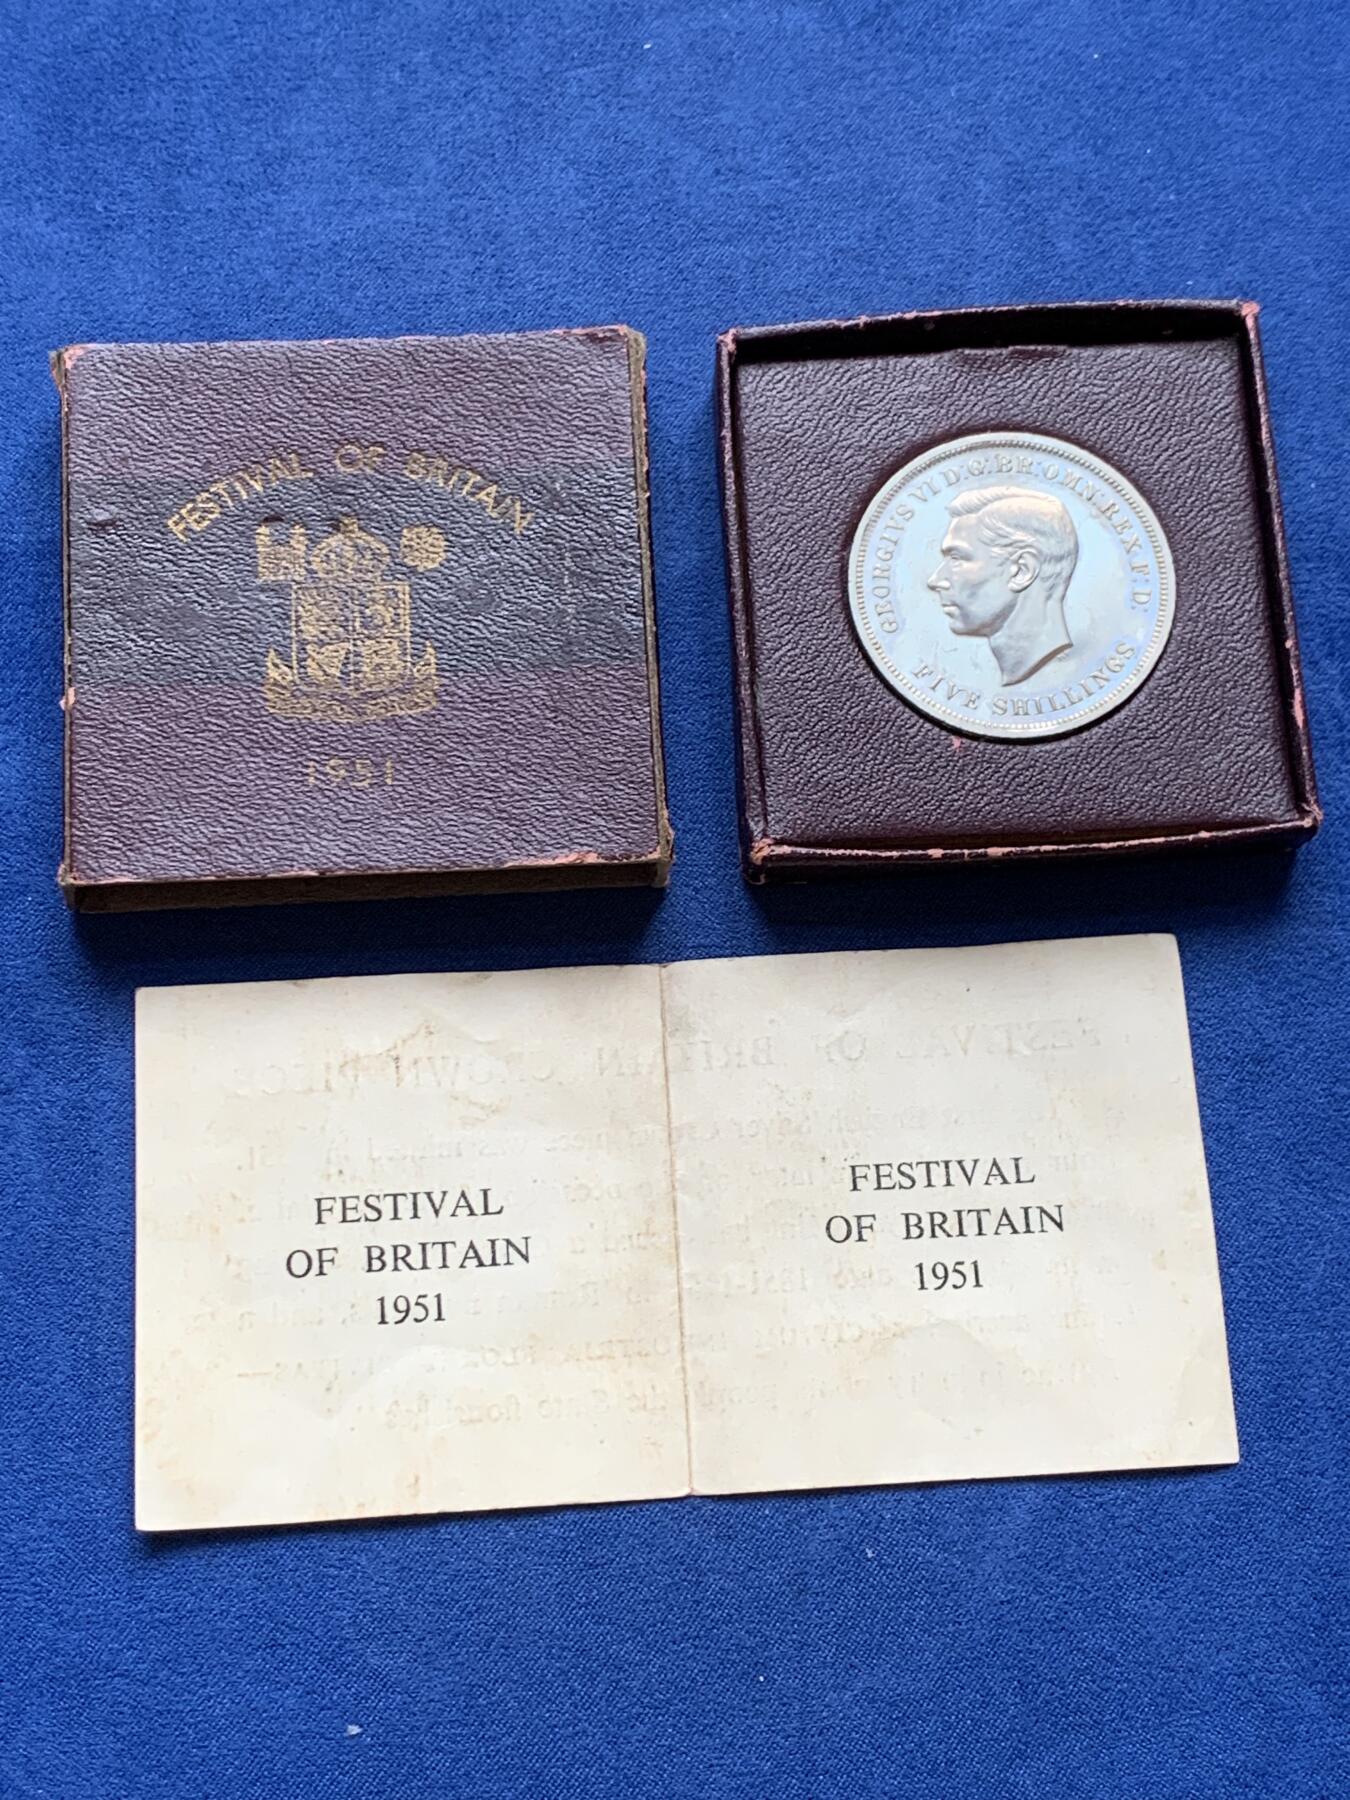 FESTIVAL OF BRITAIN
1951
GEORGIVS VI D:G:BR:OMN:REX F:D:
FIVE SHILLINGS
FESTIVAL
OF BRITAIN
1951
FESTIVAL
OF BRITAIN
1951